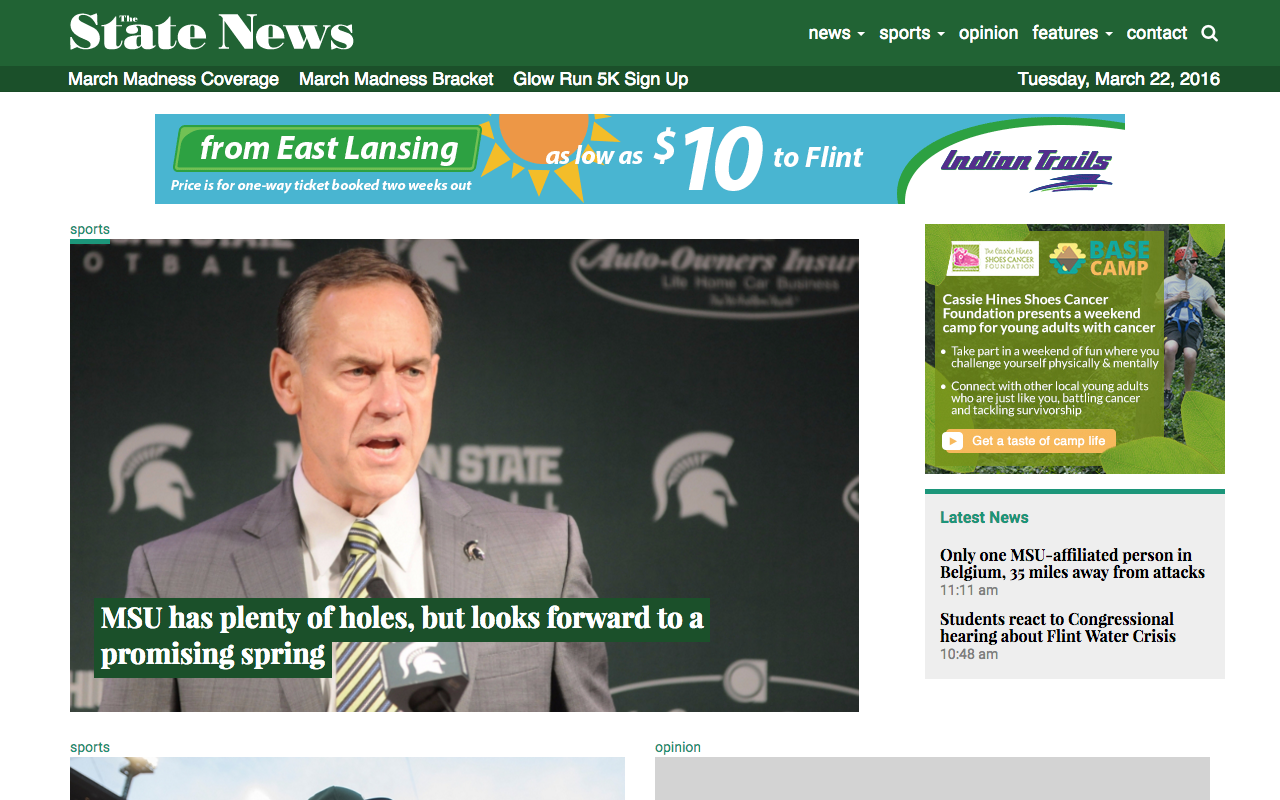 The
State News
news sports opinion features contact
March Madness Coverage March Madness Bracket Glow Run 5K Sign Up Tuesday, March 22, 2016
from East Lansing
Price is for one-way ticket booked two weeks out
as low as $10 to Flint
Indian Trails
sports
OTBALL
Auto-Owners Insur
Life Home Car Business
N STATE
MSU has plenty of holes, but looks forward to a
promising spring
The Cassie Hines
SHOES CANCER
FOUNDATION
BASE
CAMP
Cassie Hines Shoes Cancer
Foundation presents a weekend
camp for young adults with cancer
• Take part in a weekend of fun where you
challenge yourself physically & mentally
• Connect with other local young adults
who are just like you, battling cancer
and tackling survivorship
Get a taste of camp life
Latest News
Only one MSU-affiliated person in
Belgium, 35 miles away from attacks
11:11 am
Students react to Congressional
hearing about Flint Water Crisis
10:48 am
sports
opinion